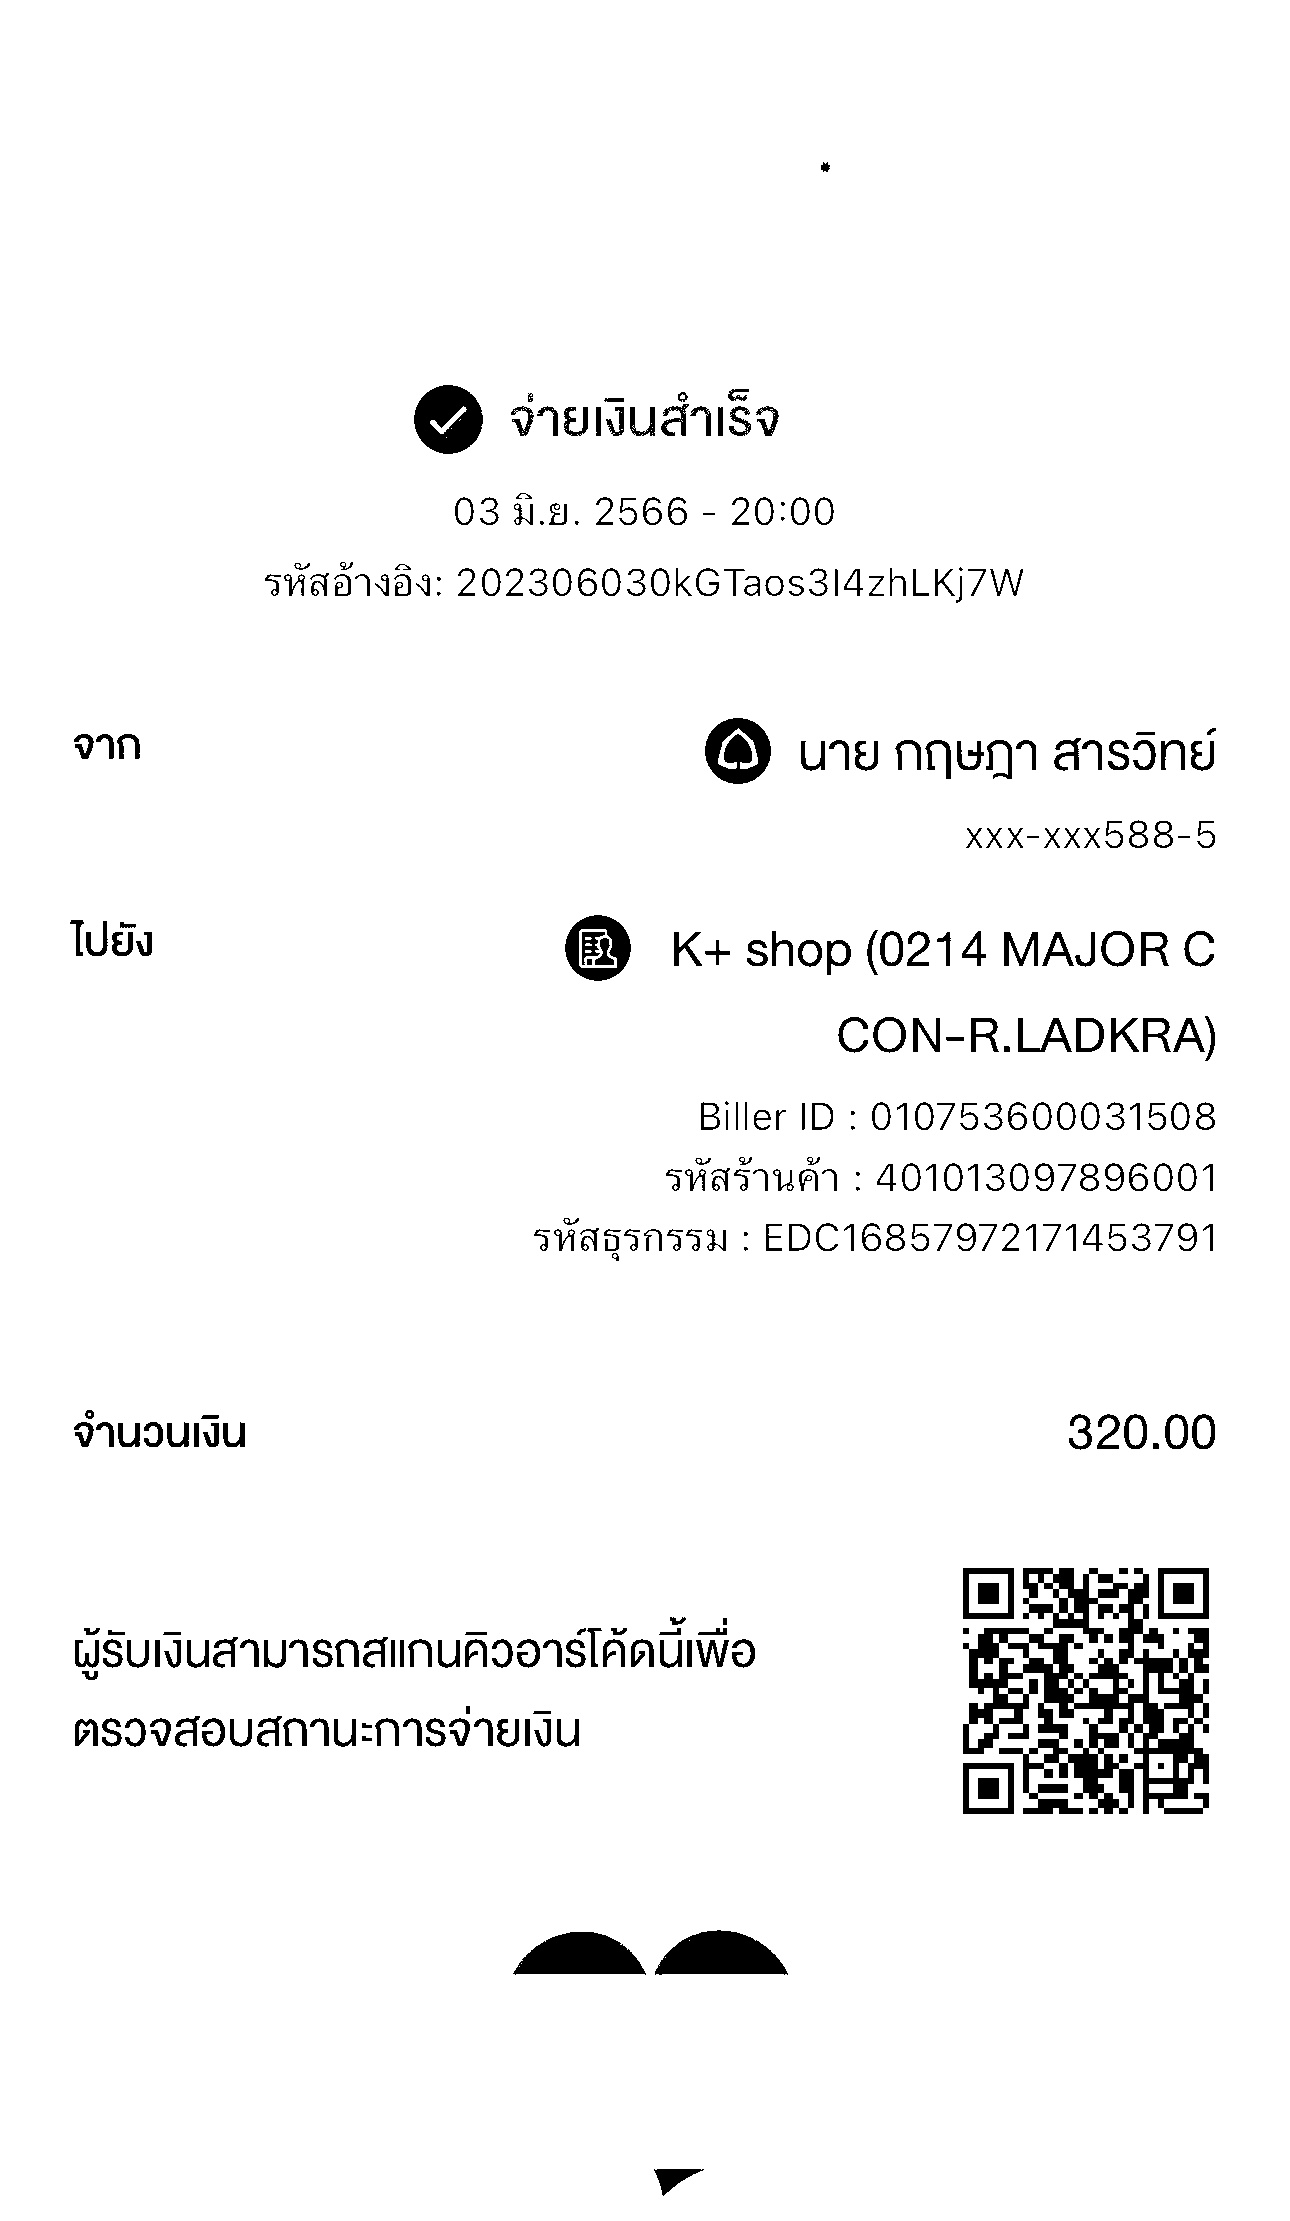 จ่ายเงินสำเร็จ
03 มิ.ย. 2566 - 20:00
รหัสอ้างอิง: 202306030kGTaos3I4zhLKj7W
จาก
นาย กฤษฎา สารวิทย์
xxx-xxx588-5
ไปยัง
K+ shop (0214 MAJOR C
CON-R.LADKRA)
Biller ID : 010753600031508
รหัสร้านค้า : 401013097896001
รหัสธุรกรรม : EDC16857972171453791
จำนวนเงิน 320.00
ผู้รับเงินสามารถสแกนคิวอาร์โค้ดนี้เพื่อ
ตรวจสอบสถานะการจ่ายเงิน